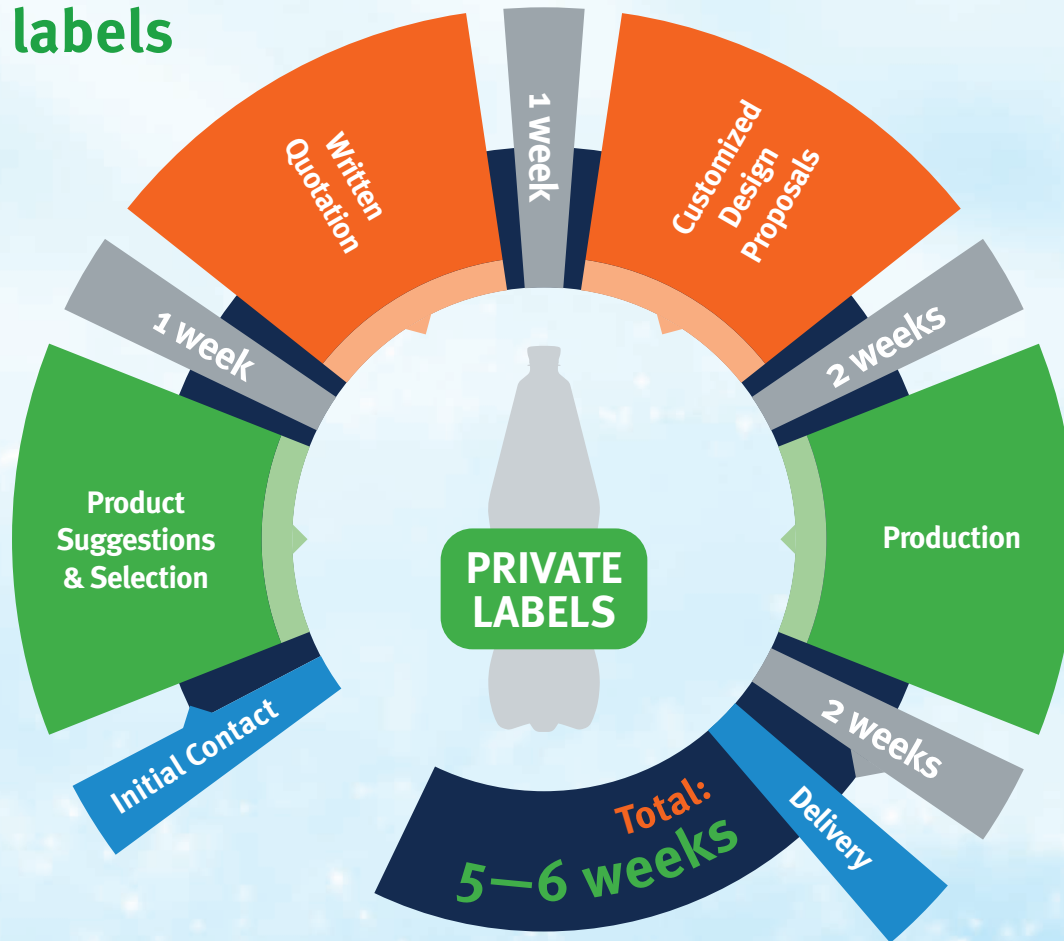 labels
Initial Contact
Product
Suggestions
& Selection
1 week
Written
Quotation
1 week
Customized
Design
Proposals
2 weeks
Production
2 weeks
Delivery
Total:
5—6 weeks
PRIVATE
LABELS